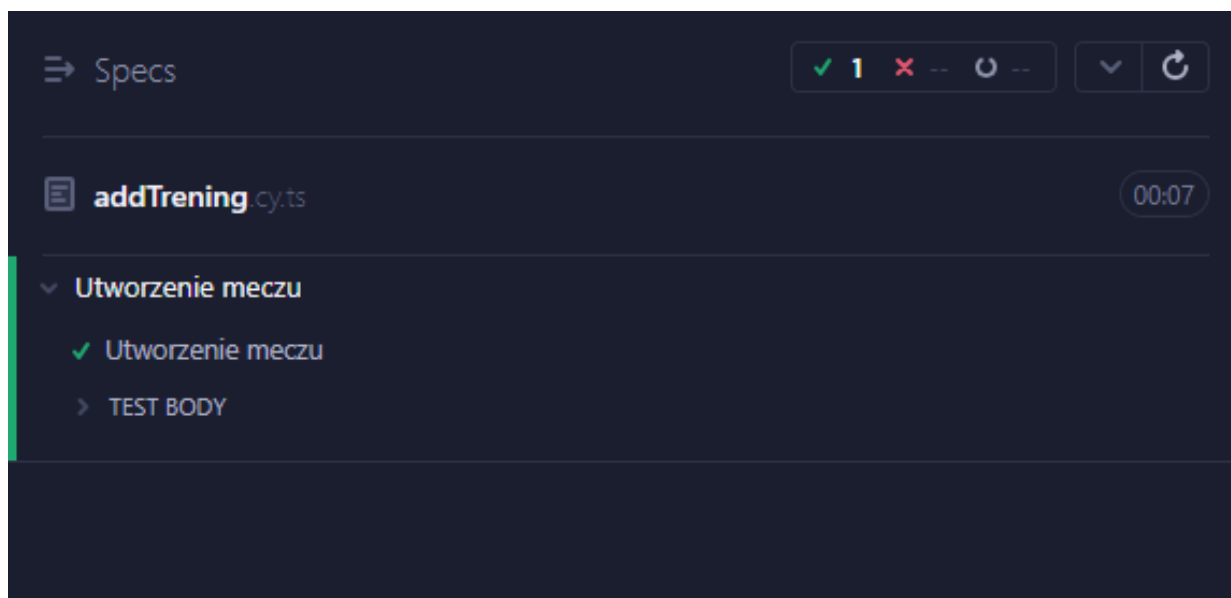 Specs 1 -- --
addTrening.cy.ts 00:07
Utworzenie meczu
Utworzenie meczu
TEST BODY